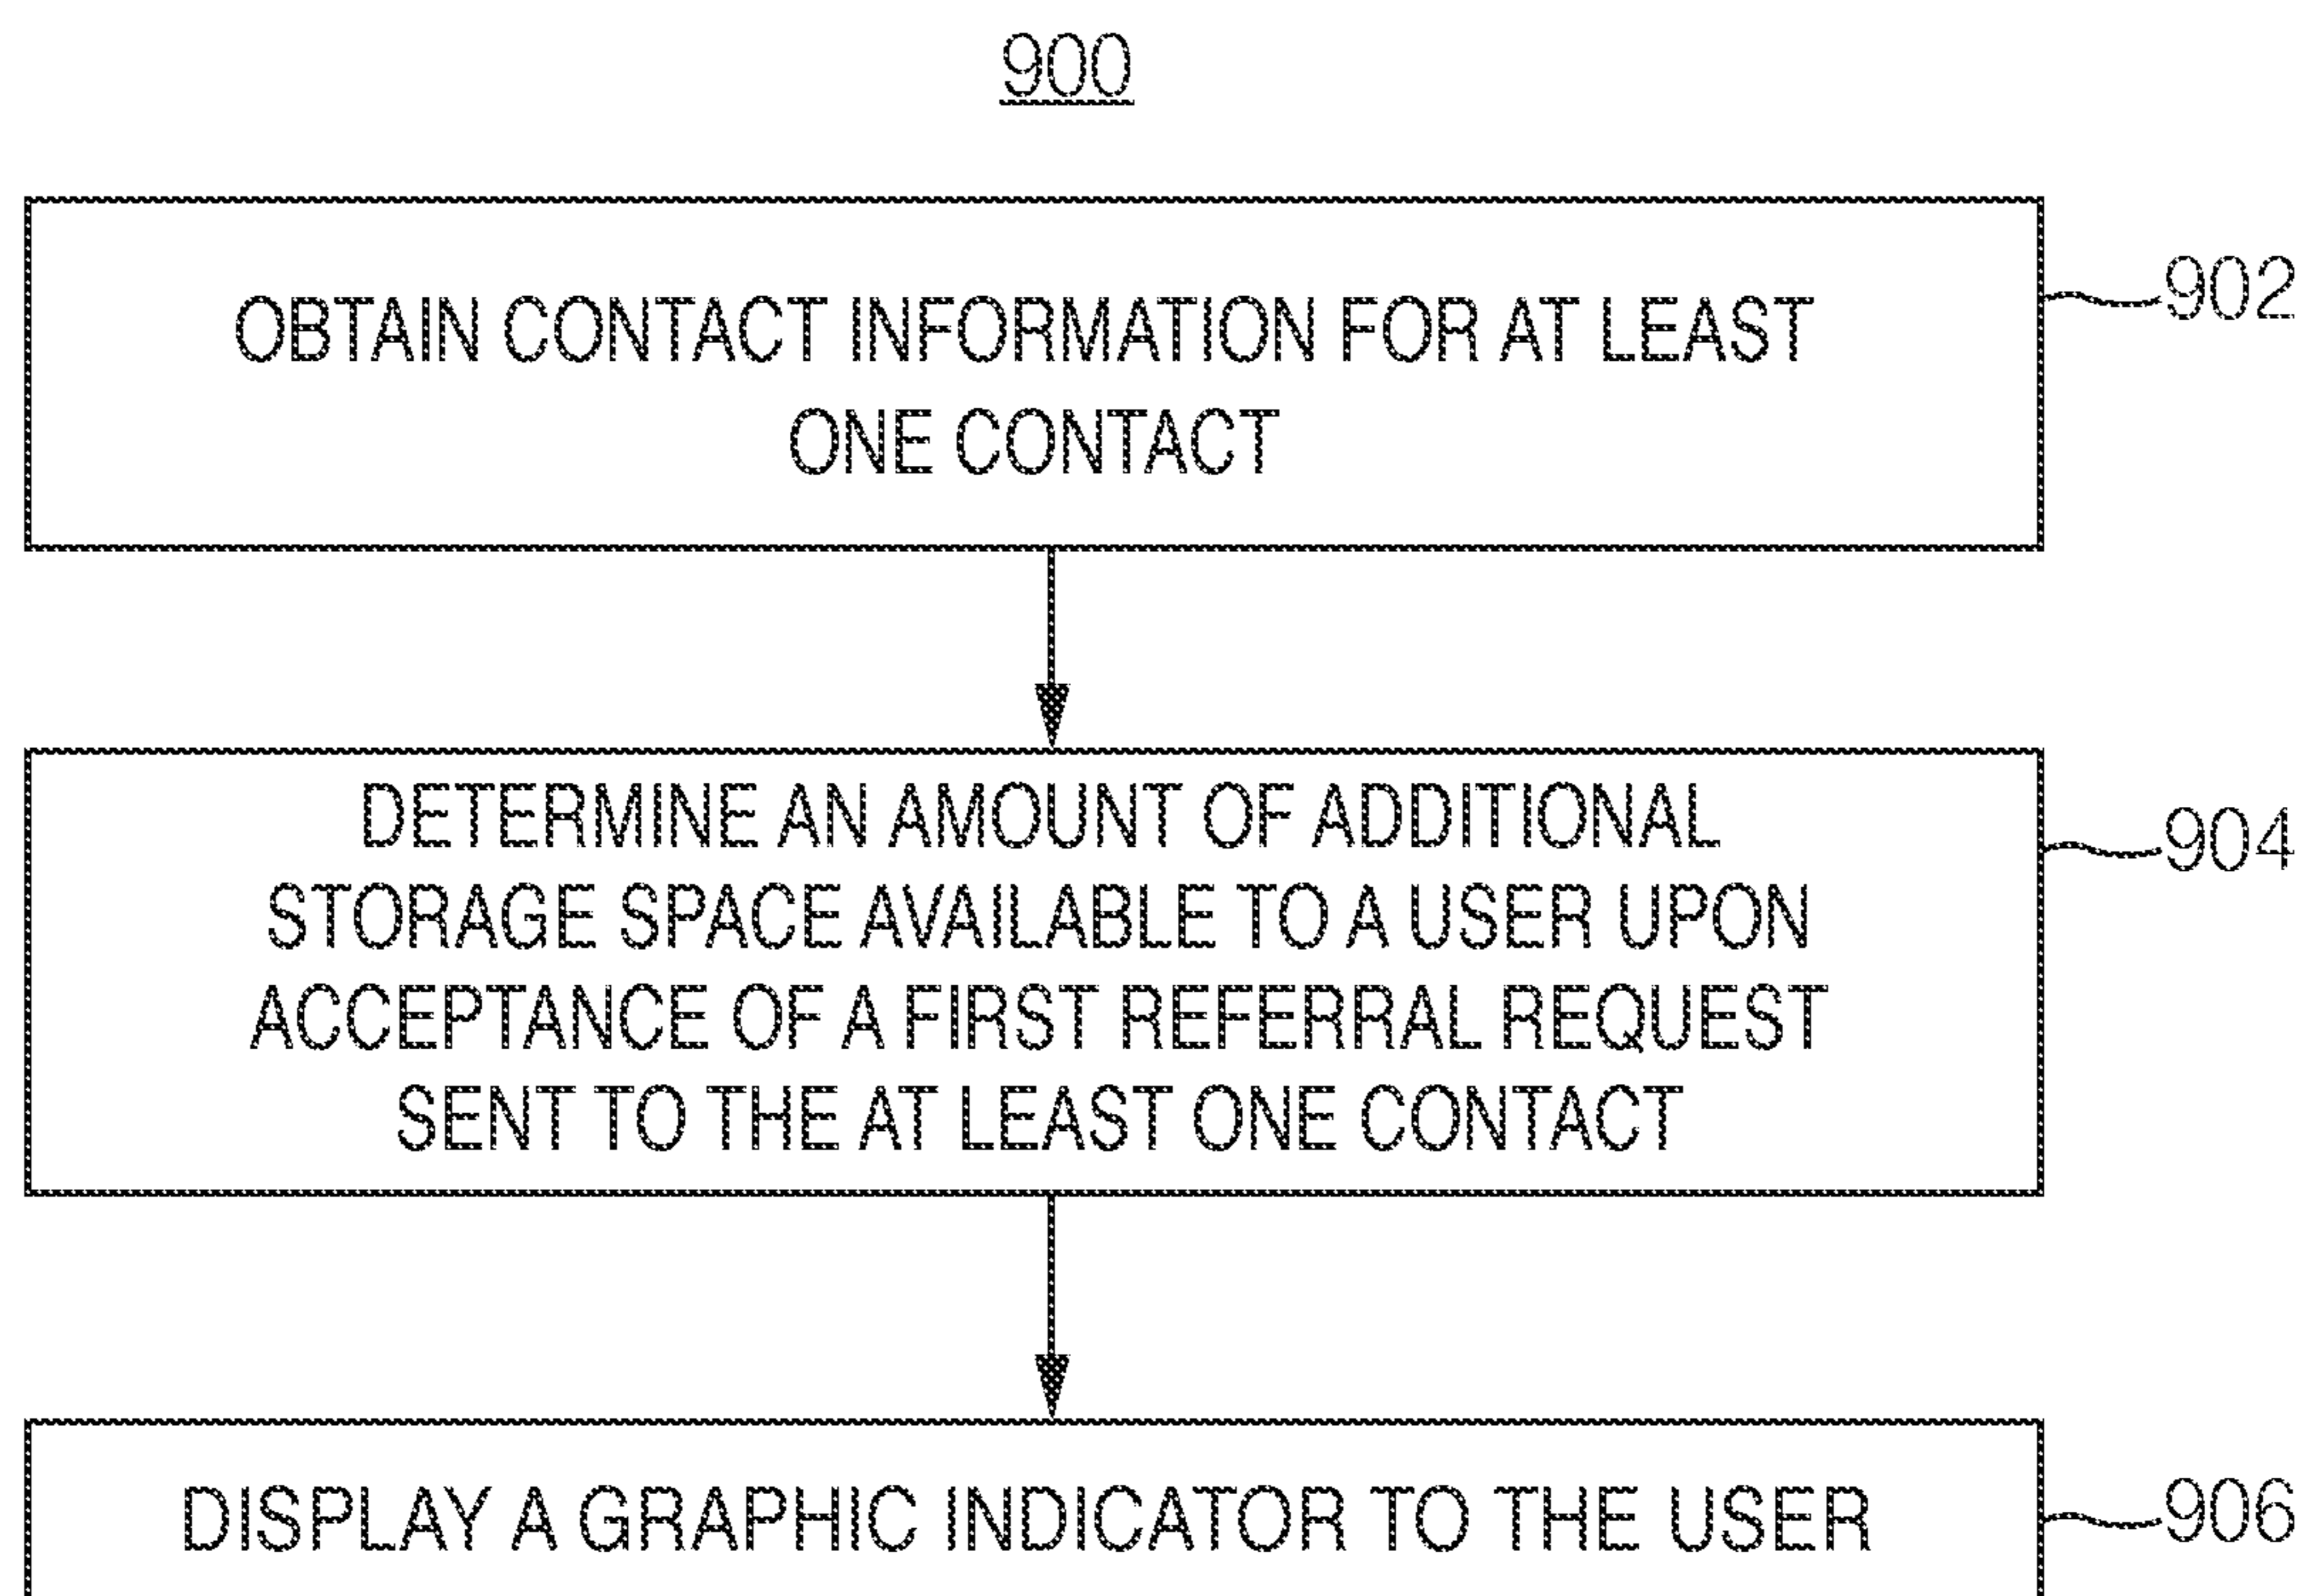 900
OBTAIN CONTACT INFORMATION FOR AT LEAST
ONE CONTACT
902
DETERMINE AN AMOUNT OF ADDITIONAL
STORAGE SPACE AVAILABLE TO A USER UPON
ACCEPTANCE OF A FIRST REFERRAL REQUEST
SENT TO THE AT LEAST ONE CONTACT
904
DISPLAY A GRAPHIC INDICATOR TO THE USER
906